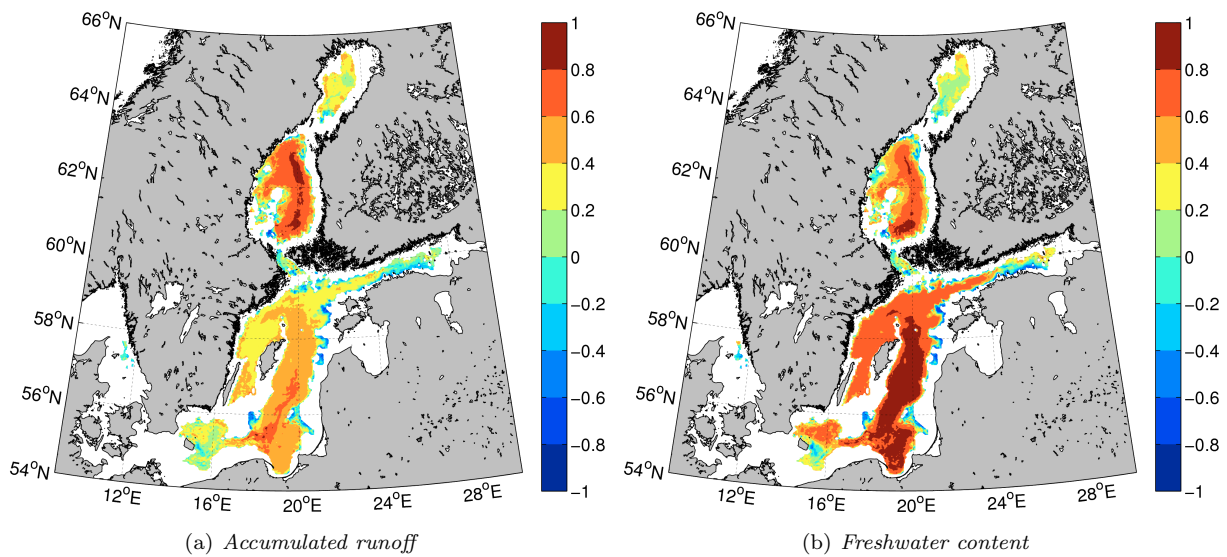 66°N
64°N
62°N
60°N
58°N
56°N
54°N
12°E
16°E
20°E
24°E
28°E
1
0.8
0.6
0.4
0.2
0
−0.2
−0.4
−0.6
−0.8
−1
(a) Accumulated runoff
66°N
64°N
62°N
60°N
58°N
56°N
54°N
12°E
16°E
20°E
24°E
28°E
1
0.8
0.6
0.4
0.2
0
−0.2
−0.4
−0.6
−0.8
−1
(b) Freshwater content